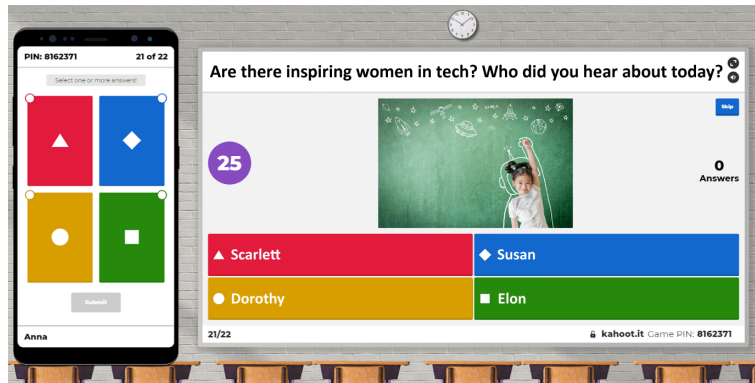 PIN: 8162371 21 of 22
Select one or more answers!
Submit
Anna
Are there inspiring women in tech? Who did you hear about today?
Skip
25
0
Answers
Scarlett
Susan
Dorothy
Elon
21/22
kahoot.it Game PIN: 8162371